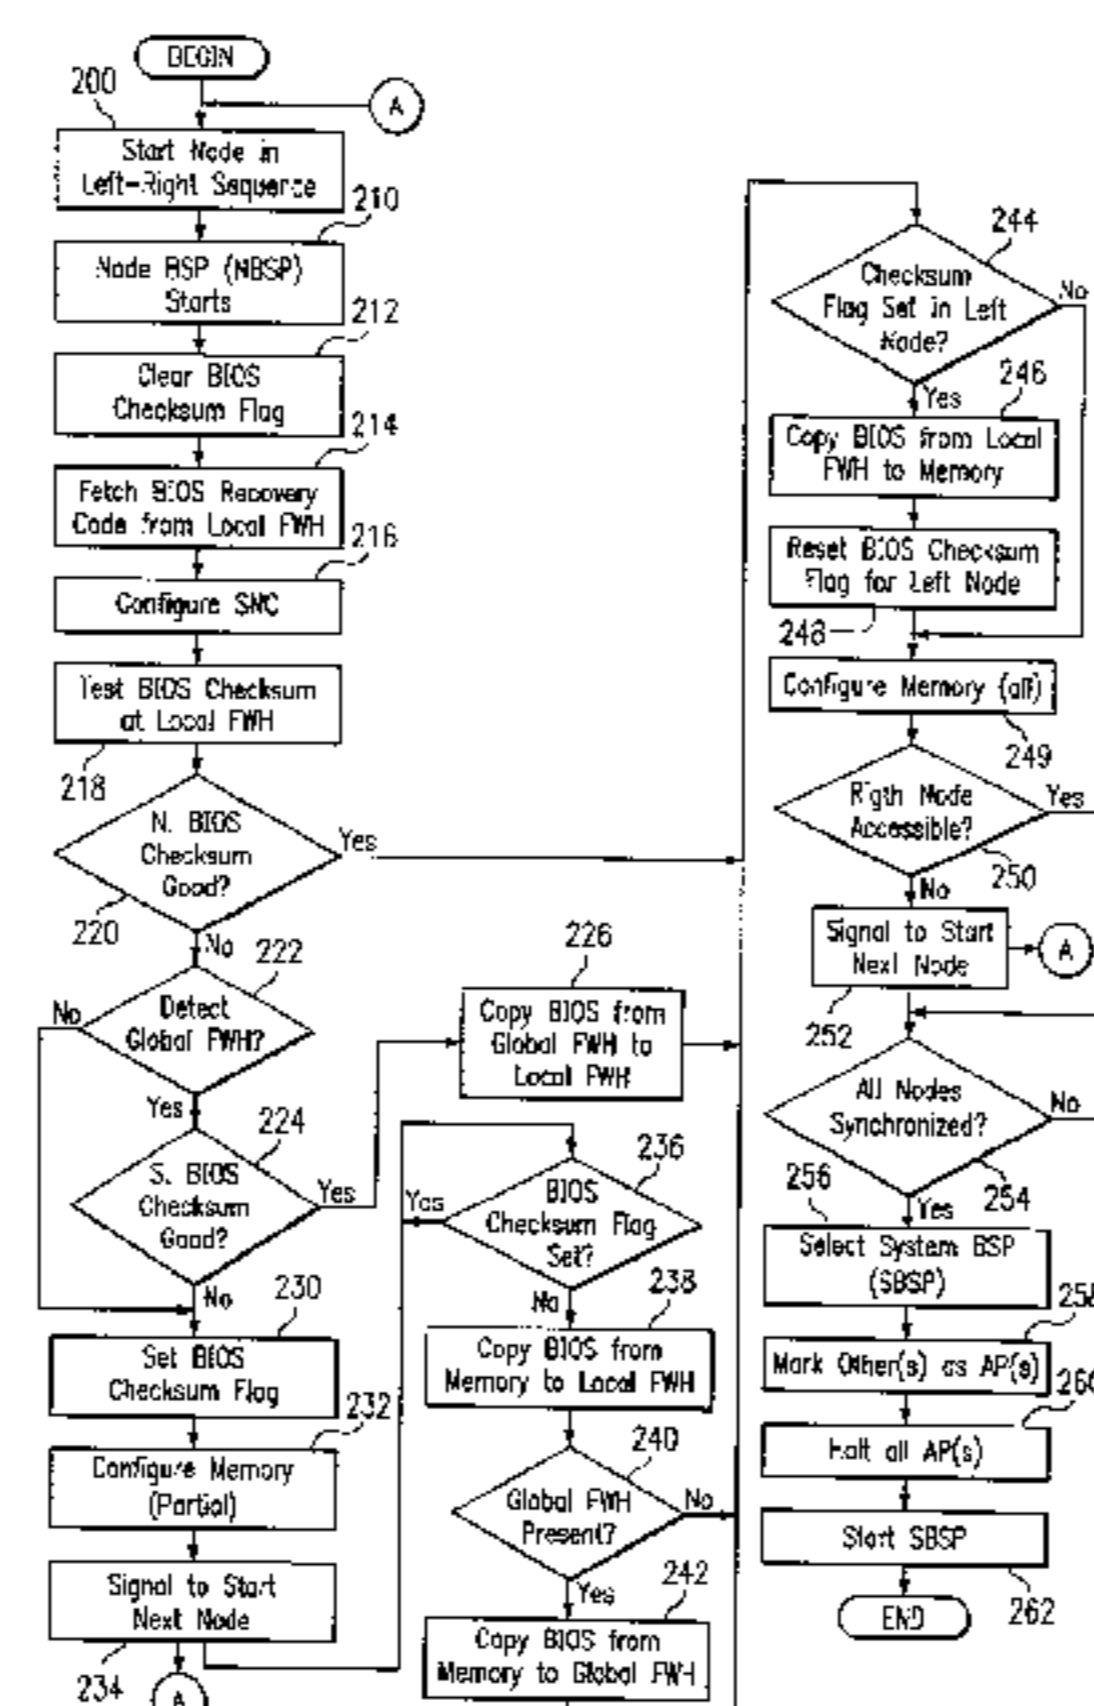 BEGIN
200
A
Start Node in
Left-Right Sequence
210
Node BSP (NBSP)
Starts
212
Clear BIOS
Checksum Flag
214
Fetch BIOS Recovery
Code from Local FWH
216
Configure SNC
Test BIOS Checksum
at Local FWH
218
N. BIOS
Checksum
Good?
Yes
220
No
222
Detect
Global FWH?
No
Yes
224
S. BIOS
Checksum
Good?
Yes
No
230
Set BIOS
Checksum Flag
232
Configure Memory
(Partial)
Signal to Start
Next Node
234
A
226
Copy BIOS from
Global FWH to
Local FWH
236
BIOS
Checksum Flag
Set?
Yes
No
238
Copy BIOS from
Memory to Local FWH
240
Global FWH
Present?
No
Yes
242
Copy BIOS from
Memory to Global FWH
244
Checksum
Flag Set in Left
Node?
No
Yes
246
Copy BIOS from Local
FWH to Memory
Reset BIOS Checksum
Flag for Left Node
248
Configure Memory (all)
249
Rigth Node
Accessible?
Yes
250
No
Signal to Start
Next Node
A
252
All Nodes
Synchronized?
No
254
256
Yes
Select System BSP
(SBSP)
258
Mark Other(s) as AP(s)
260
Halt all AP(s)
Start SBSP
262
END